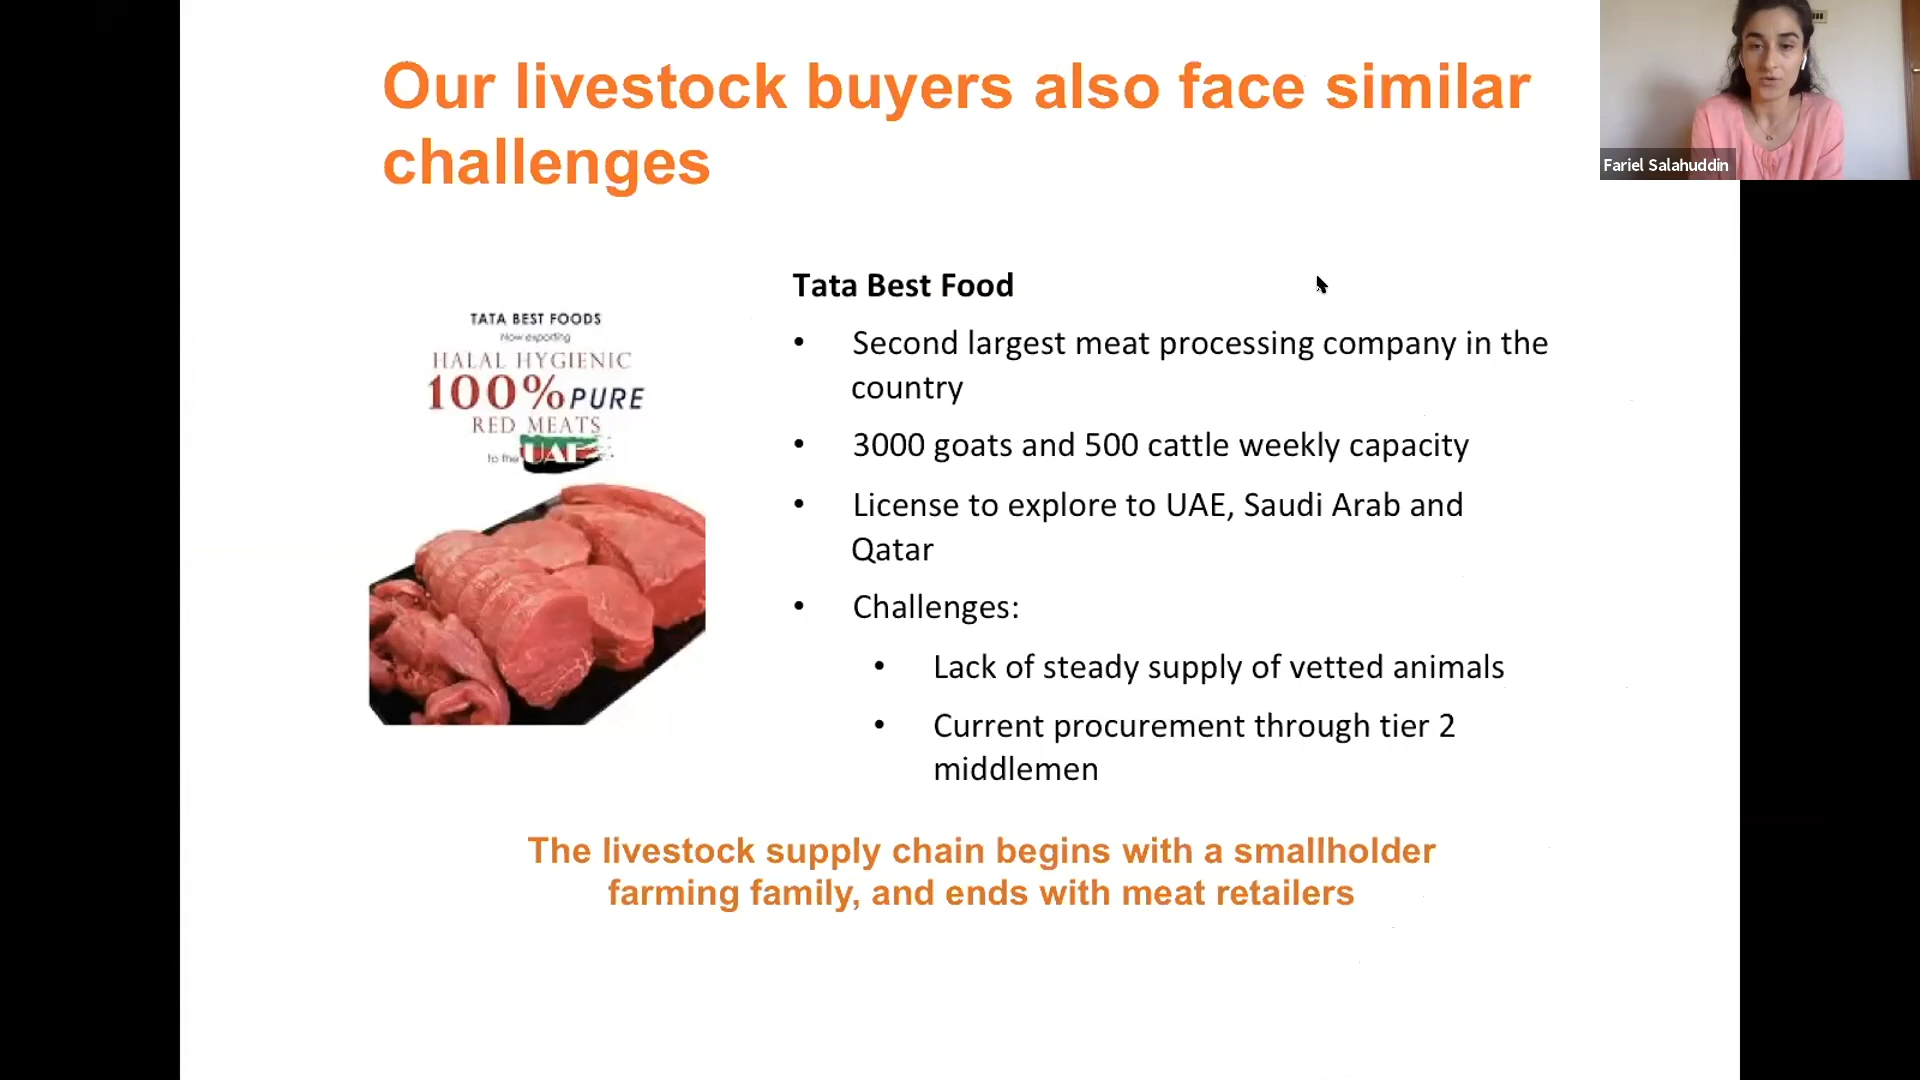 Our livestock buyers also face similar
challenges
Fariel Salahuddin
TATA BEST FOODS
Now exporting
HALAL HYGIENIC
100% PURE
RED MEATS
to the UAE
Tata Best Food
• Second largest meat processing company in the
country
• 3000 goats and 500 cattle weekly capacity
• License to explore to UAE, Saudi Arab and
Qatar
• Challenges:
• Lack of steady supply of vetted animals
• Current procurement through tier 2
middlemen
The livestock supply chain begins with a smallholder
farming family, and ends with meat retailers